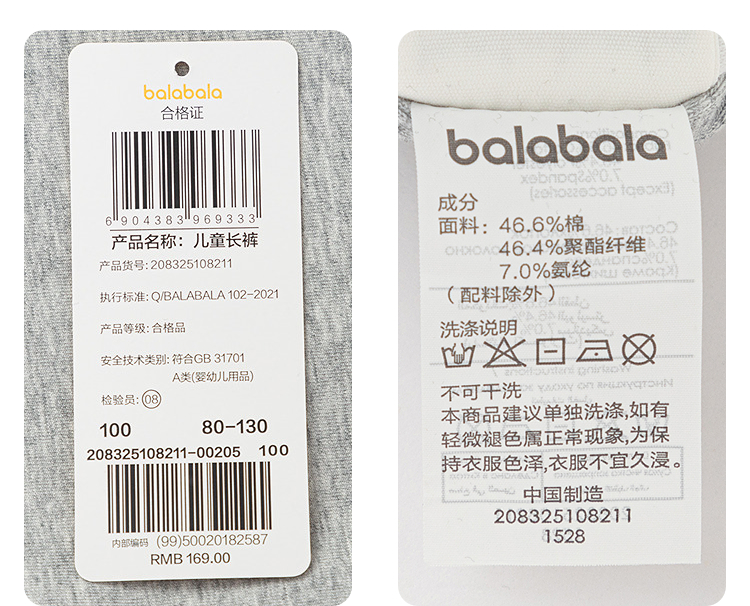 balabala
合格证
6 904383 969333
产品名称: 儿童长裤
产品货号: 208325108211
执行标准: Q/BALABALA 102-2021
产品等级: 合格品
安全技术类别: 符合GB 31701
A类(婴幼儿用品)
检验员: 08
100 80-130
208325108211-00205 100
内部编码 (99)50020182587
RMB 169.00
balabala
成分
面料: 46.6%棉
46.4%聚酯纤维
7.0%氨纶
(配料除外)
洗涤说明
不可干洗
本商品建议单独洗涤,如有
轻微褪色属正常现象,为保
持衣服色泽,衣服不宜久浸。
中国制造
208325108211
1528